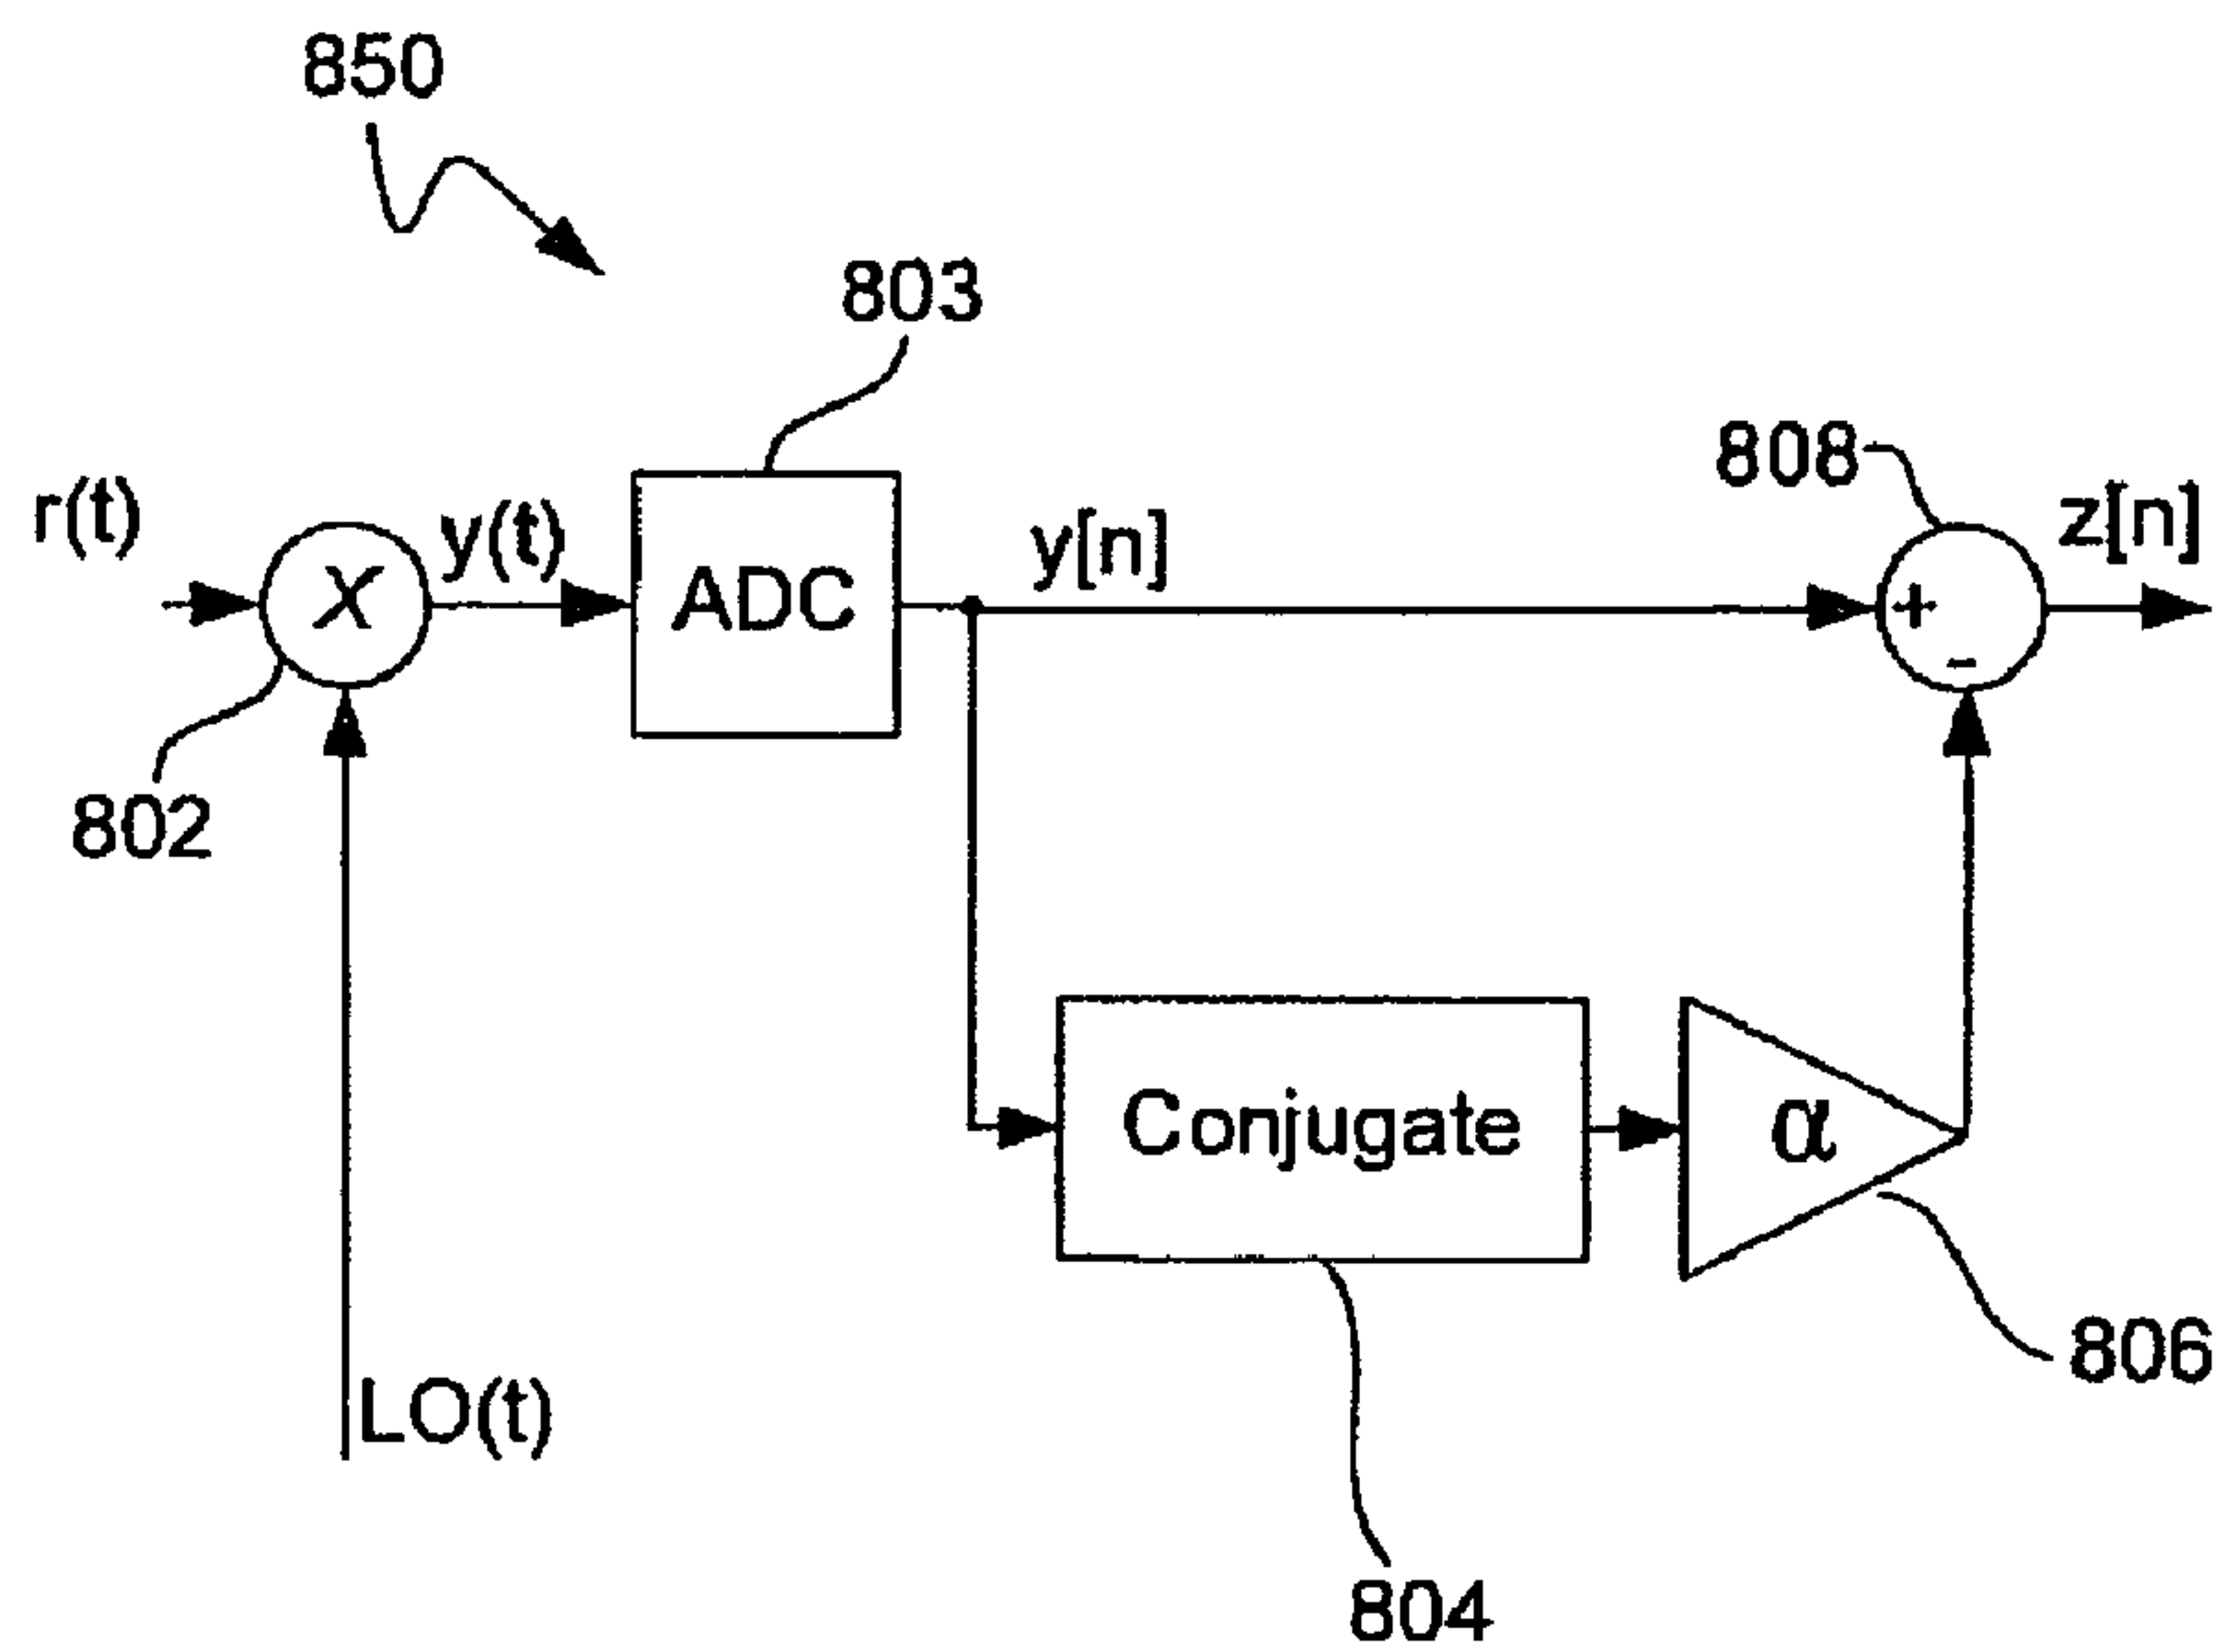 850
803
808
r(t)
y(t)
y[n]
z[n]
X
ADC
+
-
802
Conjugate
α
806
LO(t)
804